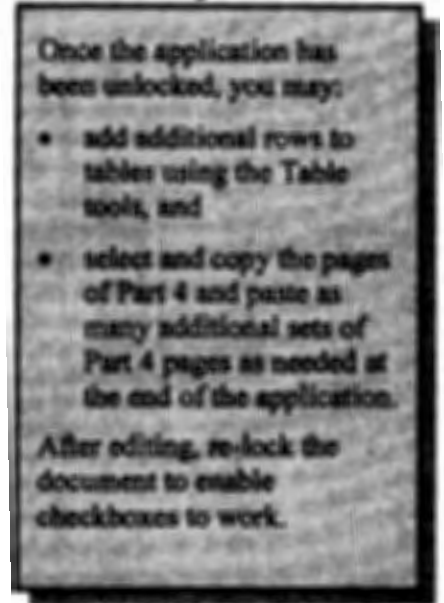 Once the application has
been unlocked, you may:
• add additional rows to
tables using the Table
tools, and
• select and copy the pages
of Part 4 and paste as
many additional sets of
Part 4 pages as needed at
the end of the application.
After editing, re-lock the
document to enable
checkboxes to work.